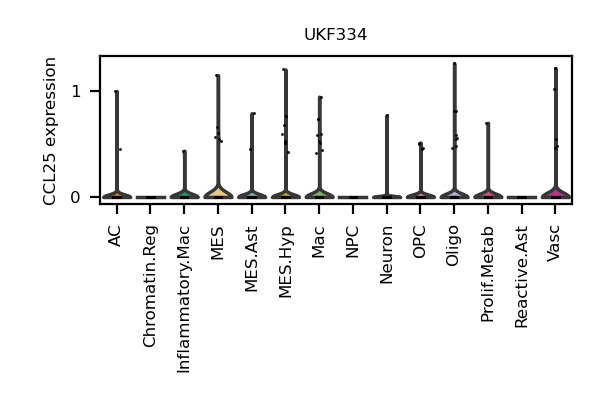 UKF334
CCL25 expression
1
0
AC
Chromatin.Reg
Inflammatory.Mac
MES
MES.Ast
MES.Hyp
Mac
NPC
Neuron
OPC
Oligo
Prolif.Metab
Reactive.Ast
Vasc